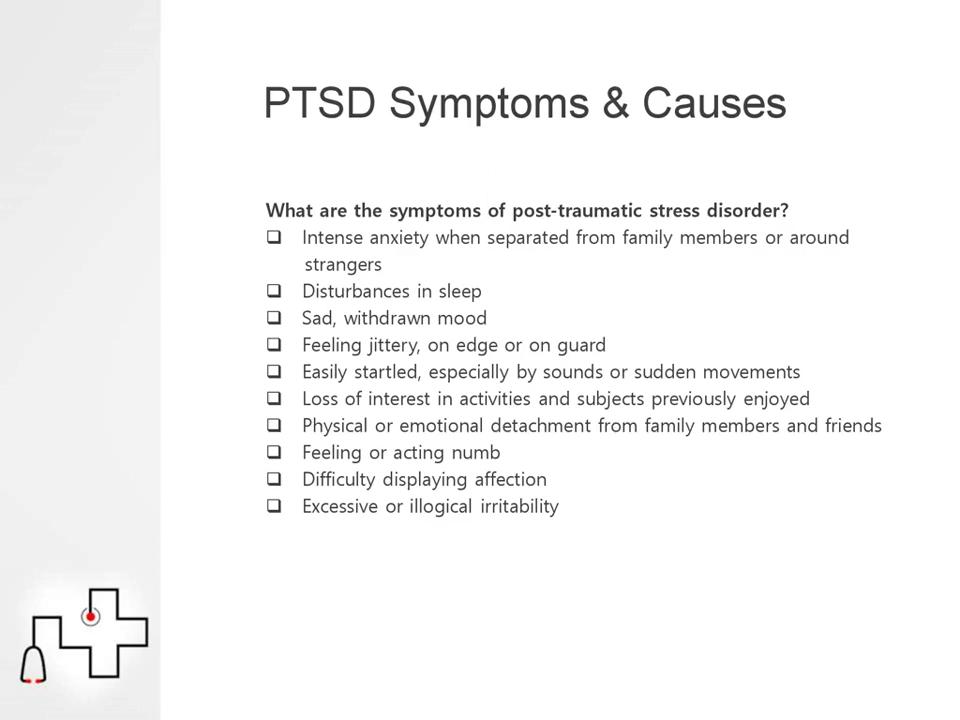 PTSD Symptoms & Causes
What are the symptoms of post-traumatic stress disorder?
❑ Intense anxiety when separated from family members or around
strangers
❑ Disturbances in sleep
❑ Sad, withdrawn mood
❑ Feeling jittery, on edge or on guard
❑ Easily startled, especially by sounds or sudden movements
❑ Loss of interest in activities and subjects previously enjoyed
❑ Physical or emotional detachment from family members and friends
❑ Feeling or acting numb
❑ Difficulty displaying affection
❑ Excessive or illogical irritability